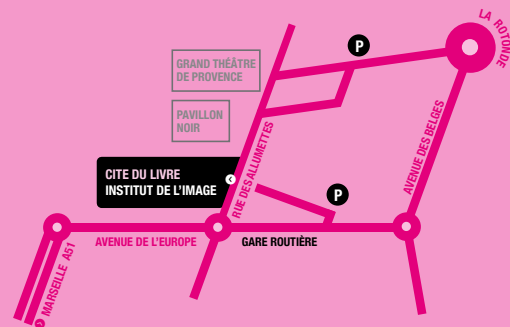 LA ROTONDE
P
GRAND THÉÂTRE
DE PROVENCE
PAVILLON
NOIR
RUE DES ALLUMETTES
AVENUE DES BELGES
CITE DU LIVRE
INSTITUT DE L'IMAGE
P
AVENUE DE L'EUROPE
GARE ROUTIÈRE
MARSEILLE A51